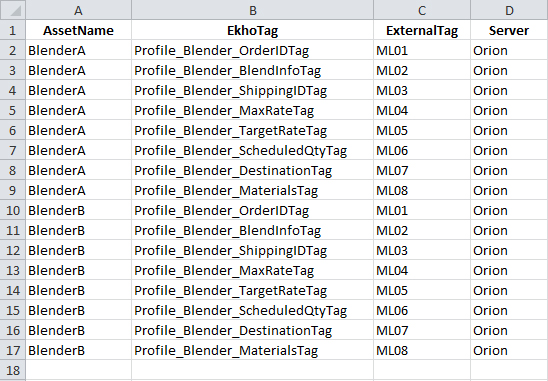 A B C D
1 AssetName EkhoTag ExternalTag Server
2 BlenderA Profile_Blender_OrderIDTag ML01 Orion
3 BlenderA Profile_Blender_BlendInfoTag ML02 Orion
4 BlenderA Profile_Blender_ShippingIDTag ML03 Orion
5 BlenderA Profile_Blender_MaxRateTag ML04 Orion
6 BlenderA Profile_Blender_TargetRateTag ML05 Orion
7 BlenderA Profile_Blender_ScheduledQtyTag ML06 Orion
8 BlenderA Profile_Blender_DestinationTag ML07 Orion
9 BlenderA Profile_Blender_MaterialsTag ML08 Orion
10 BlenderB Profile_Blender_OrderIDTag ML01 Orion
11 BlenderB Profile_Blender_BlendInfoTag ML02 Orion
12 BlenderB Profile_Blender_ShippingIDTag ML03 Orion
13 BlenderB Profile_Blender_MaxRateTag ML04 Orion
14 BlenderB Profile_Blender_TargetRateTag ML05 Orion
15 BlenderB Profile_Blender_ScheduledQtyTag ML06 Orion
16 BlenderB Profile_Blender_DestinationTag ML07 Orion
17 BlenderB Profile_Blender_MaterialsTag ML08 Orion
18